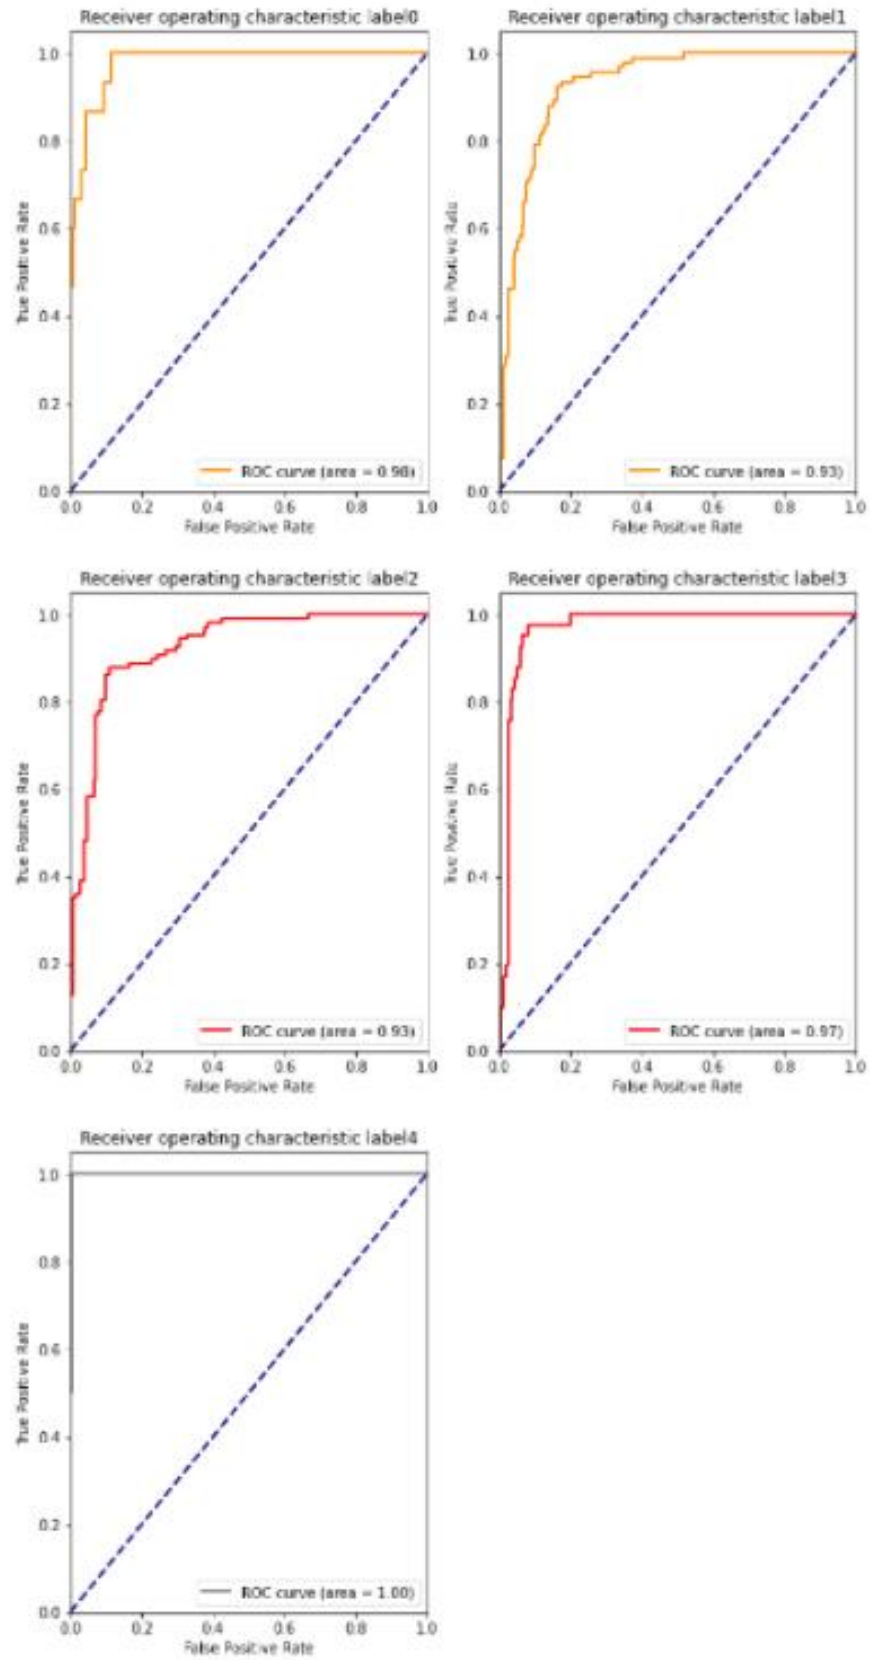 Receiver operating characteristic label0
1.0
0.8
0.6
0.4
0.2
0.0
True Positive Rate
0.0 0.2 0.4 0.6 0.8 1.0
False Positive Rate
ROC curve (area = 0.98)
Receiver operating characteristic label1
1.0
0.8
0.6
0.4
0.2
0.0
True Positive Rate
0.0 0.2 0.4 0.6 0.8 1.0
False Positive Rate
ROC curve (area = 0.93)
Receiver operating characteristic label2
1.0
0.8
0.6
0.4
0.2
0.0
True Positive Rate
0.0 0.2 0.4 0.6 0.8 1.0
False Positive Rate
ROC curve (area = 0.93)
Receiver operating characteristic label3
1.0
0.8
0.6
0.4
0.2
0.0
True Positive Rate
0.0 0.2 0.4 0.6 0.8 1.0
False Positive Rate
ROC curve (area = 0.97)
Receiver operating characteristic label4
1.0
0.8
0.6
0.4
0.2
0.0
True Positive Rate
0.0 0.2 0.4 0.6 0.8 1.0
False Positive Rate
ROC curve (area = 1.00)